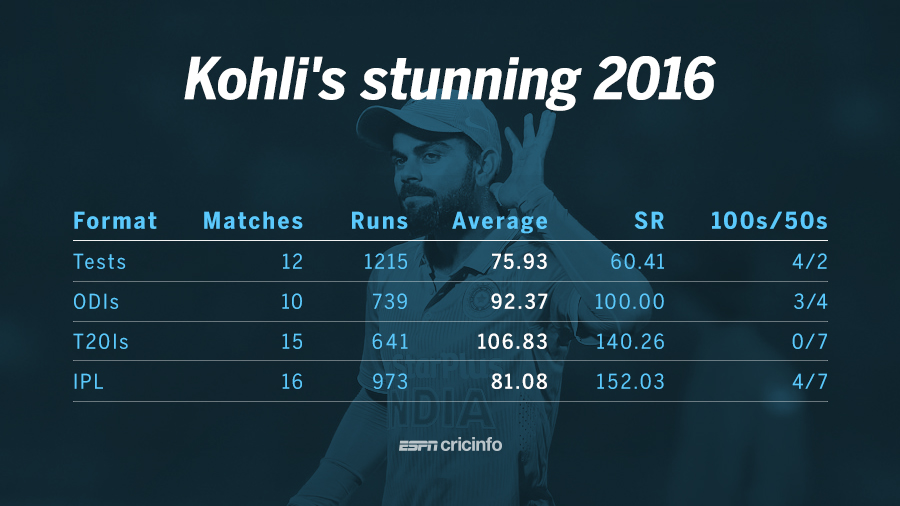 Kohli's stunning 2016
Format Matches Runs Average SR 100s/50s
Tests 12 1215 75.93 60.41 4/2
ODIs 10 739 92.37 100.00 3/4
T20Is 15 641 106.83 140.26 0/7
StarPlus
IPL 16 973 81.08 152.03 4/7
INDIA
ESPN cricinfo